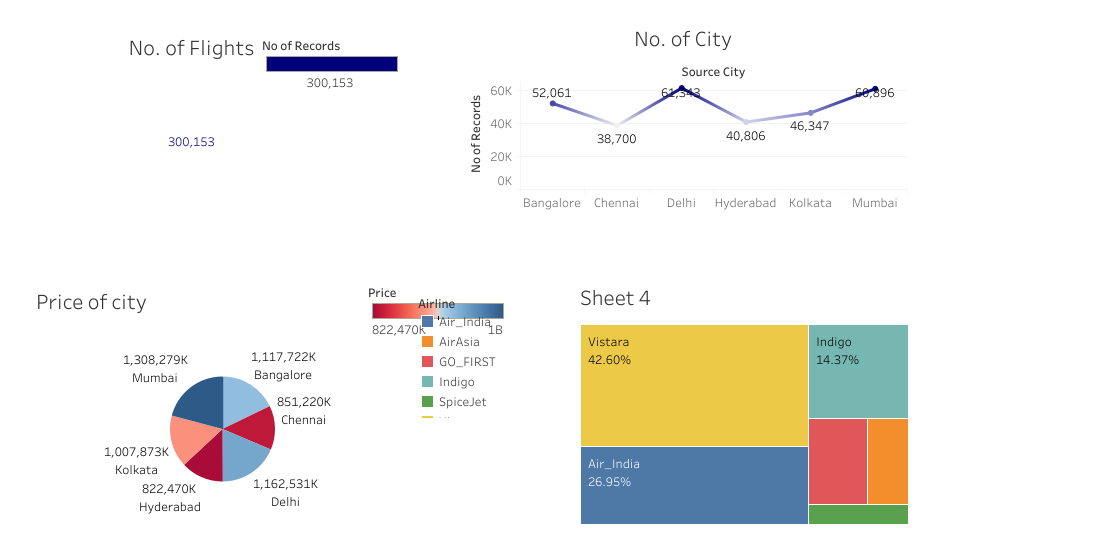 No. of Flights
No of Records
300,153
300,153
No. of City
Source City
No of Records
60K
40K
20K
0K
52,061
38,700
61,343
40,806
46,347
60,896
Bangalore
Chennai
Delhi
Hyderabad
Kolkata
Mumbai
Price of city
Price
822,470K
1B
Airline
Air_India
AirAsia
GO_FIRST
Indigo
SpiceJet
1,308,279K
Mumbai
1,117,722K
Bangalore
851,220K
Chennai
1,007,873K
Kolkata
822,470K
Hyderabad
1,162,531K
Delhi
Sheet 4
Vistara
42.60%
Indigo
14.37%
Air_India
26.95%